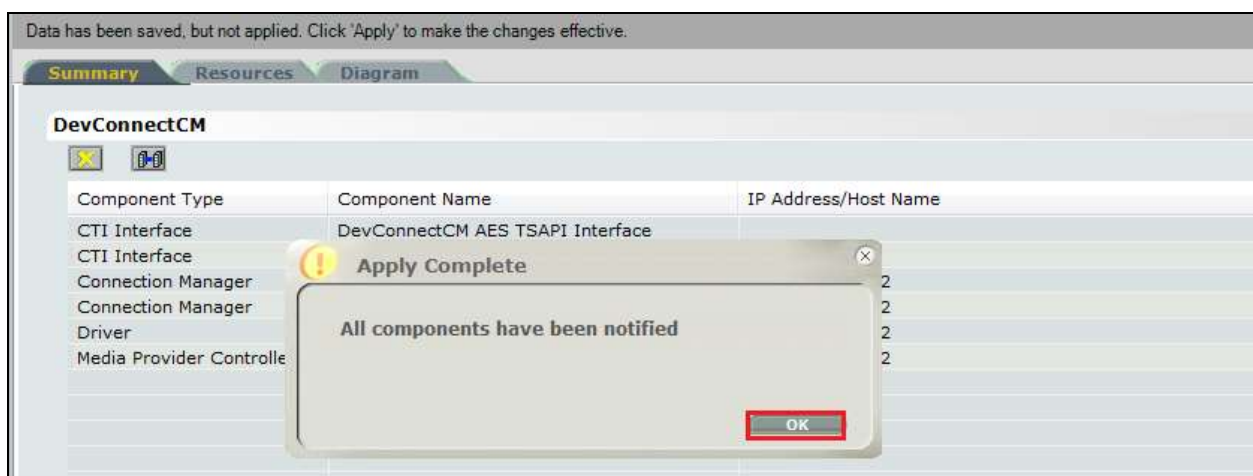 Data has been saved, but not applied. Click 'Apply' to make the changes effective.
Summary Resources Diagram
DevConnectCM
Component Type Component Name IP Address/Host Name
CTI Interface DevConnectCM AES TSAPI Interface
CTI Interface
Apply Complete
Connection Manager 2
Connection Manager 2
All components have been notified
Driver 2
Media Provider Controlle 2
OK